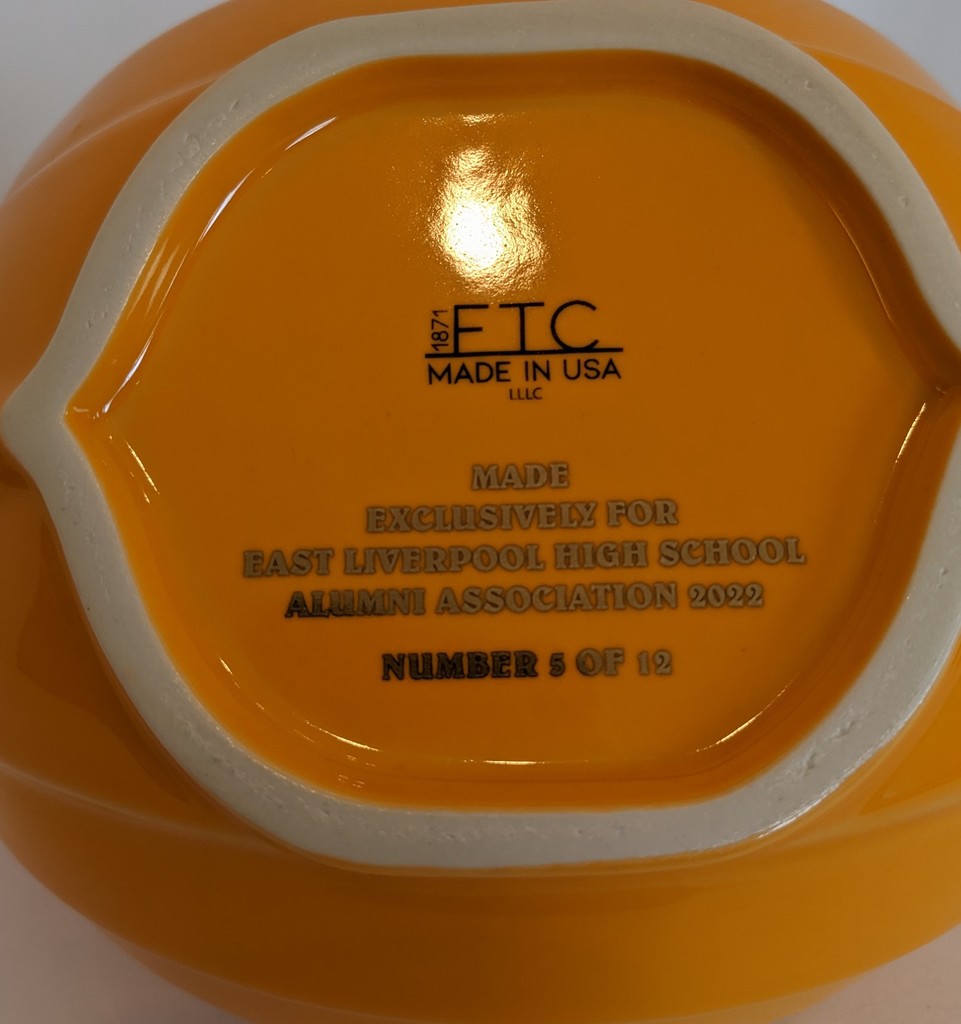 1871 FTC
MADE IN USA
LLLC
MADE
EXCLUSIVELY FOR
EAST LIVERPOOL HIGH SCHOOL
ALUMNI ASSOCIATION 2022
NUMBER 5 OF 12